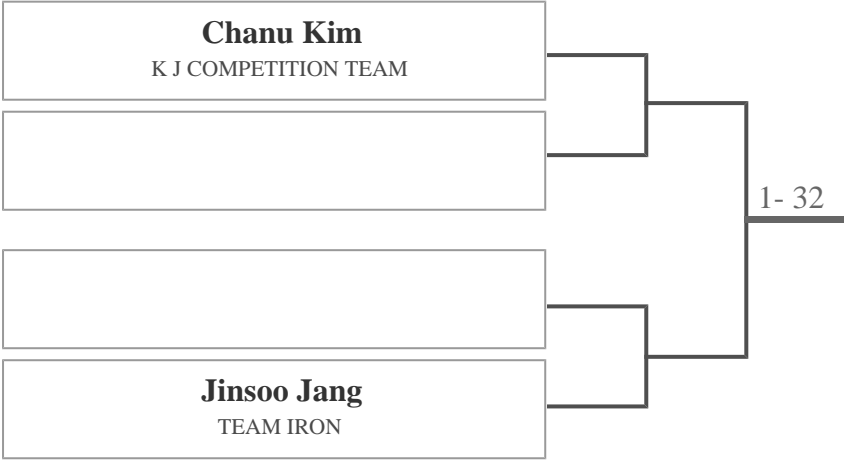 Chanu Kim
K J COMPETITION TEAM
1- 32
Jinsoo Jang
TEAM IRON